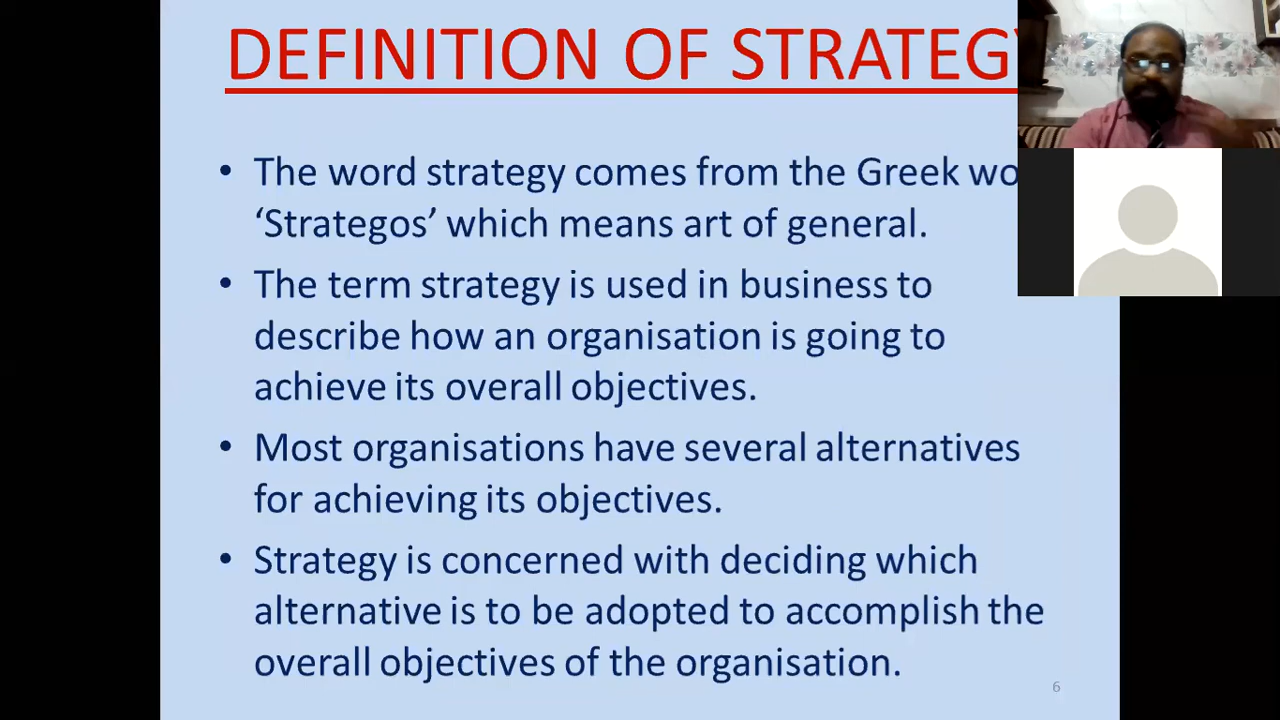 DEFINITION OF STRATEGY
• The word strategy comes from the Greek wo
‘Strategos’ which means art of general.
• The term strategy is used in business to
describe how an organisation is going to
achieve its overall objectives.
• Most organisations have several alternatives
for achieving its objectives.
• Strategy is concerned with deciding which
alternative is to be adopted to accomplish the
overall objectives of the organisation.
6